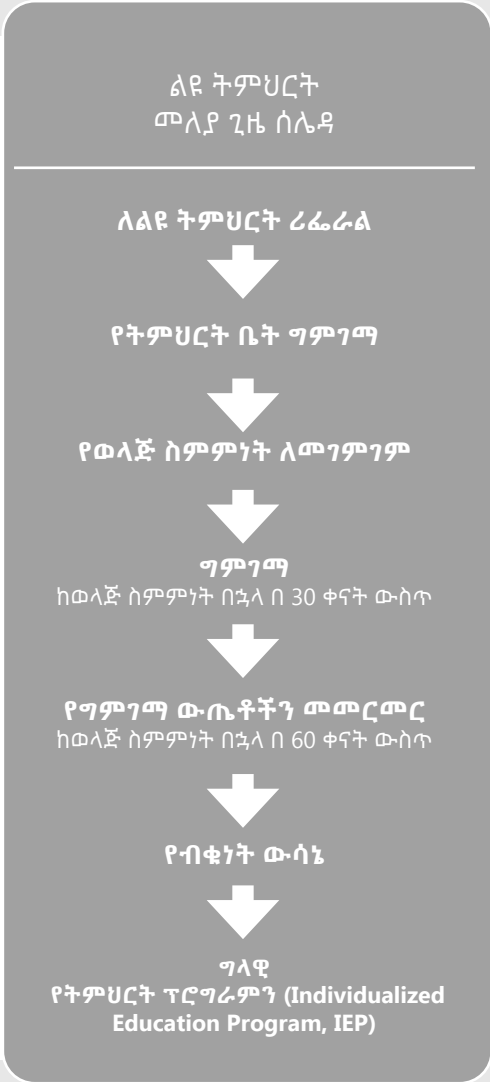 ልዩ ትምህርት
መለያ ጊዜ ሰሌዳ
ለልዩ ትምህርት ሪፌራል
የትምህርት ቤት ግምገማ
የወላጅ ስምምነት ለመገምገም
ግምገማ
ከወላጅ ስምምነት በኋላ በ 30 ቀናት ውስጥ
የግምገማ ውጤቶችን መመርመር
ከወላጅ ስምምነት በኋላ በ 60 ቀናት ውስጥ
የብቁነት ውሳኔ
ግላዊ
የትምህርት ፕሮግራምን (Individualized
Education Program, IEP)